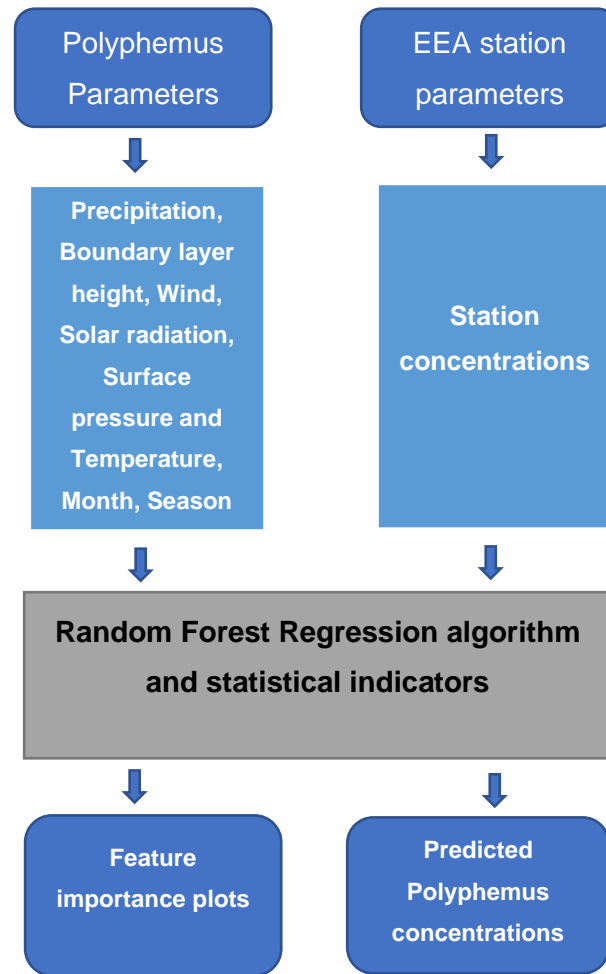 Polyphemus
Parameters
EEA station
parameters
Precipitation,
Boundary layer
height, Wind,
Solar radiation,
Surface
pressure and
Temperature,
Month, Season
Station
concentrations
Random Forest Regression algorithm
and statistical indicators
Feature
importance plots
Predicted
Polyphemus
concentrations